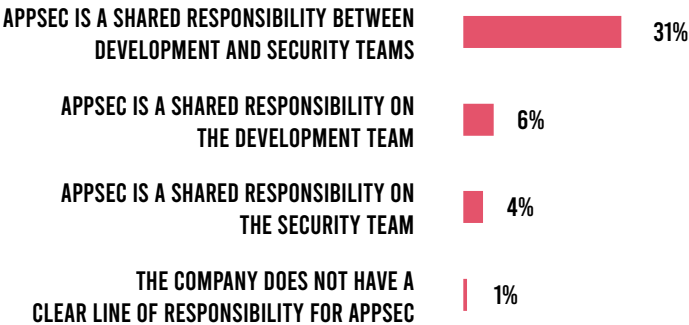 APPSEC IS A SHARED RESPONSIBILITY BETWEEN
DEVELOPMENT AND SECURITY TEAMS
31%
APPSEC IS A SHARED RESPONSIBILITY ON
THE DEVELOPMENT TEAM
6%
APPSEC IS A SHARED RESPONSIBILITY ON
THE SECURITY TEAM
4%
THE COMPANY DOES NOT HAVE A
CLEAR LINE OF RESPONSIBILITY FOR APPSEC
1%